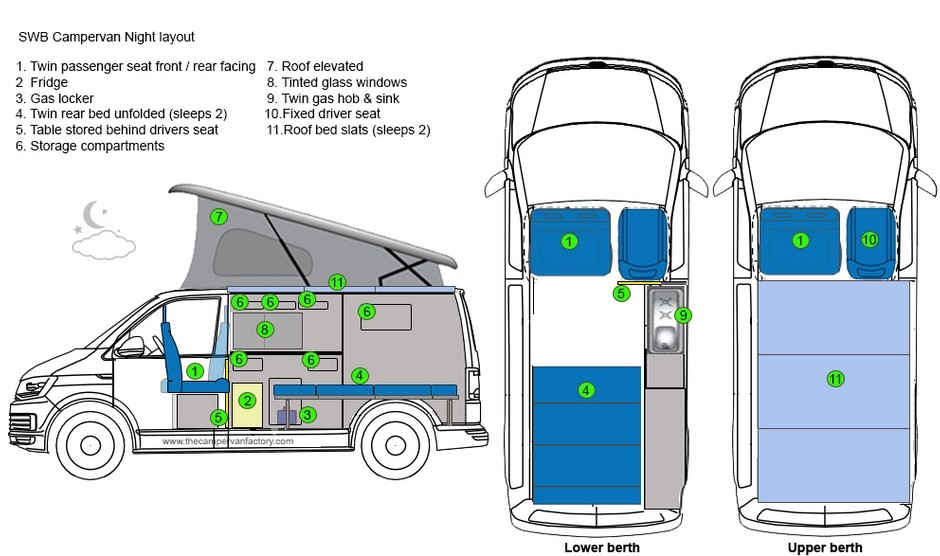 SWB Campervan Night layout
1. Twin passenger seat front / rear facing
2 Fridge
3. Gas locker
4. Twin rear bed unfolded (sleeps 2)
5. Table stored behind drivers seat
6. Storage compartments
7. Roof elevated
8. Tinted glass windows
9. Twin gas hob & sink
10.Fixed driver seat
11.Roof bed slats (sleeps 2)
7
11
6 6 6
6
8
6 6
1
4
2
5
3
www.thecampervanfactory.com
1
5
9
4
Lower berth
1
10
11
Upper berth